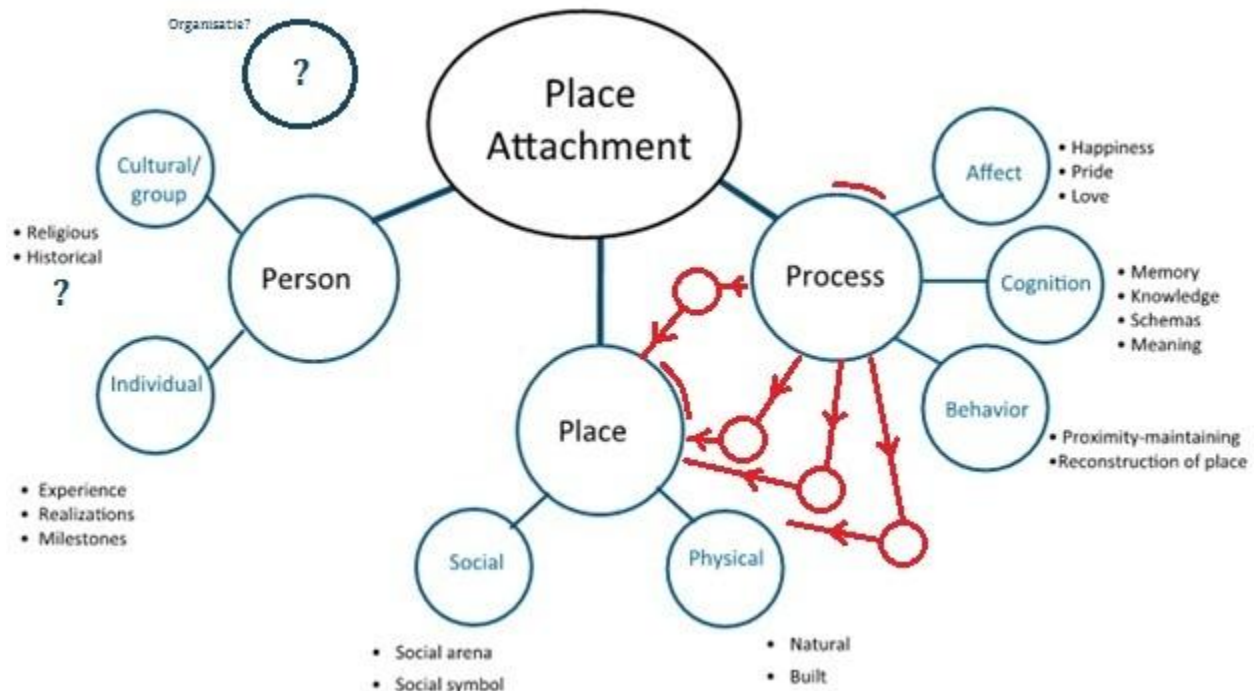 Organisatie?
?
Place
Attachment
Cultural/
group
• Religious
• Historical
?
Person
Individual
• Experience
• Realizations
• Milestones
Place
Social
• Social arena
• Social symbol
Physical
• Natural
• Built
Process
Affect
• Happiness
• Pride
• Love
Cognition
• Memory
• Knowledge
• Schemas
• Meaning
Behavior
• Proximity-maintaining
•Reconstruction of place